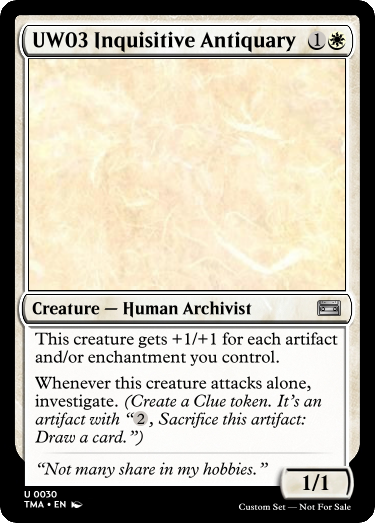 UW03 Inquisitive Antiquary 1
Creature — Human Archivist
This creature gets +1/+1 for each artifact
and/or enchantment you control.
Whenever this creature attacks alone,
investigate. (Create a Clue token. It's an
artifact with “2, Sacrifice this artifact:
Draw a card.”)
“Not many share in my hobbies.”
1/1
U 0030
TMA • EN
Custom Set — Not For Sale